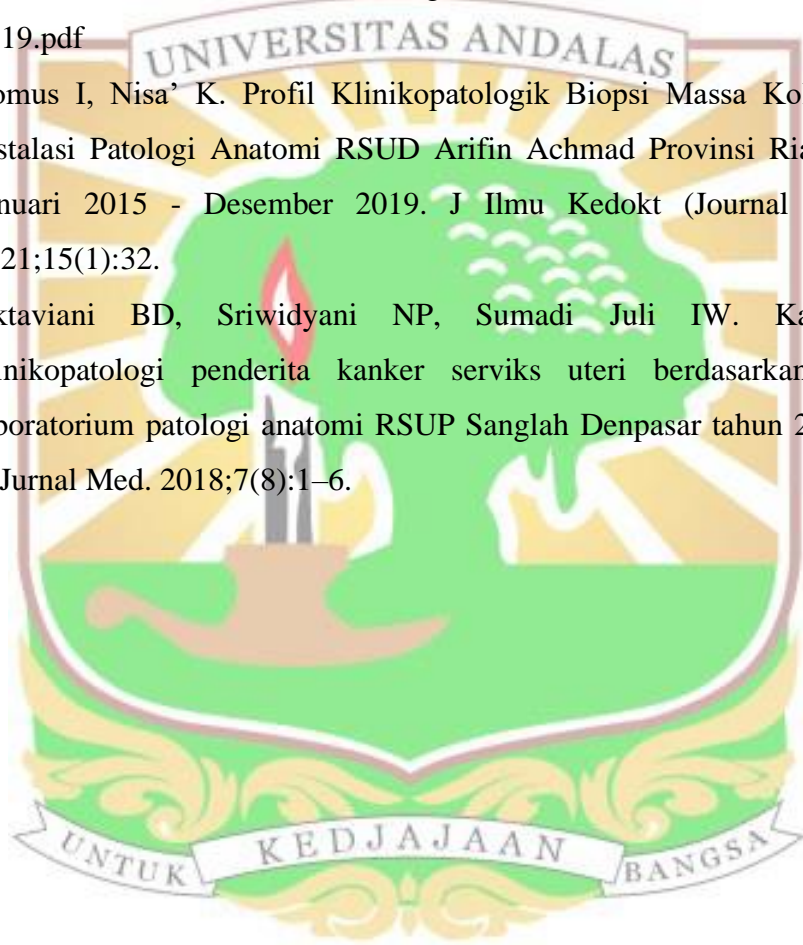 19.pdf
UNIVERSITAS ANDALAS
omus I, Nisa’ K. Profil Klinikopatologik Biopsi Massa Ko
stalasi Patologi Anatomi RSUD Arifin Achmad Provinsi Ria
nuari 2015 - Desember 2019. J Ilmu Kedokt (Journal
21;15(1):32.
ktaviani BD, Sriwidyani NP, Sumadi Juli IW. Ka
inikopatologi penderita kanker serviks uteri berdasarkan
boratorium patologi anatomi RSUP Sanglah Denpasar tahun 2
Jurnal Med. 2018;7(8):1–6.
UNTUK KEDJAJAAN BANGSA